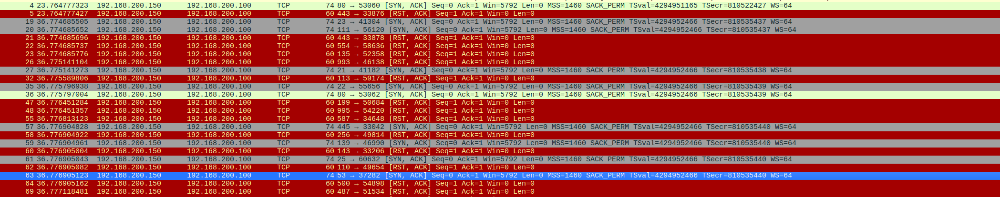 4 23.764777323 192.168.200.150 192.168.200.100 TCP 74 80 → 53060 [SYN, ACK] Seq=0 Ack=1 Win=5792 Len=0 MSS=1460 SACK_PERM TSval=4294951165 TSecr=810522427 WS=64
5 23.764777427 192.168.200.150 192.168.200.100 TCP 60 443 → 33876 [RST, ACK] Seq=1 Ack=1 Win=0 Len=0
19 36.774685505 192.168.200.150 192.168.200.100 TCP 74 23 → 41304 [SYN, ACK] Seq=0 Ack=1 Win=5792 Len=0 MSS=1460 SACK_PERM TSval=4294952466 TSecr=810535437 WS=64
20 36.774685652 192.168.200.150 192.168.200.100 TCP 74 111 → 56120 [SYN, ACK] Seq=0 Ack=1 Win=5792 Len=0 MSS=1460 SACK_PERM TSval=4294952466 TSecr=810535437 WS=64
21 36.774685696 192.168.200.150 192.168.200.100 TCP 60 443 → 33878 [RST, ACK] Seq=1 Ack=1 Win=0 Len=0
22 36.774685737 192.168.200.150 192.168.200.100 TCP 60 554 → 58636 [RST, ACK] Seq=1 Ack=1 Win=0 Len=0
23 36.774685776 192.168.200.150 192.168.200.100 TCP 60 135 → 52358 [RST, ACK] Seq=1 Ack=1 Win=0 Len=0
26 36.775141104 192.168.200.150 192.168.200.100 TCP 60 993 → 46138 [RST, ACK] Seq=1 Ack=1 Win=0 Len=0
27 36.775141273 192.168.200.150 192.168.200.100 TCP 74 21 → 41182 [SYN, ACK] Seq=0 Ack=1 Win=5792 Len=0 MSS=1460 SACK_PERM TSval=4294952466 TSecr=810535438 WS=64
32 36.775589806 192.168.200.150 192.168.200.100 TCP 60 113 → 59174 [RST, ACK] Seq=1 Ack=1 Win=0 Len=0
35 36.775796938 192.168.200.150 192.168.200.100 TCP 74 22 → 55656 [SYN, ACK] Seq=0 Ack=1 Win=5792 Len=0 MSS=1460 SACK_PERM TSval=4294952466 TSecr=810535439 WS=64
36 36.775797004 192.168.200.150 192.168.200.100 TCP 74 80 → 53062 [SYN, ACK] Seq=0 Ack=1 Win=5792 Len=0 MSS=1460 SACK_PERM TSval=4294952466 TSecr=810535439 WS=64
47 36.776451284 192.168.200.150 192.168.200.100 TCP 60 199 → 50684 [RST, ACK] Seq=1 Ack=1 Win=0 Len=0
48 36.776451357 192.168.200.150 192.168.200.100 TCP 60 995 → 54220 [RST, ACK] Seq=1 Ack=1 Win=0 Len=0
55 36.776813123 192.168.200.150 192.168.200.100 TCP 60 587 → 34648 [RST, ACK] Seq=1 Ack=1 Win=0 Len=0
57 36.776904828 192.168.200.150 192.168.200.100 TCP 74 445 → 33042 [SYN, ACK] Seq=0 Ack=1 Win=5792 Len=0 MSS=1460 SACK_PERM TSval=4294952466 TSecr=810535440 WS=64
58 36.776904922 192.168.200.150 192.168.200.100 TCP 60 256 → 49814 [RST, ACK] Seq=1 Ack=1 Win=0 Len=0
59 36.776904961 192.168.200.150 192.168.200.100 TCP 74 139 → 46990 [SYN, ACK] Seq=0 Ack=1 Win=5792 Len=0 MSS=1460 SACK_PERM TSval=4294952466 TSecr=810535440 WS=64
60 36.776905004 192.168.200.150 192.168.200.100 TCP 60 143 → 33206 [RST, ACK] Seq=1 Ack=1 Win=0 Len=0
61 36.776905043 192.168.200.150 192.168.200.100 TCP 74 25 → 60632 [SYN, ACK] Seq=0 Ack=1 Win=5792 Len=0 MSS=1460 SACK_PERM TSval=4294952466 TSecr=810535440 WS=64
62 36.776905082 192.168.200.150 192.168.200.100 TCP 60 110 → 49654 [RST, ACK] Seq=1 Ack=1 Win=0 Len=0
63 36.776905123 192.168.200.150 192.168.200.100 TCP 74 53 → 37282 [SYN, ACK] Seq=0 Ack=1 Win=5792 Len=0 MSS=1460 SACK_PERM TSval=4294952466 TSecr=810535440 WS=64
64 36.776905162 192.168.200.150 192.168.200.100 TCP 60 500 → 54898 [RST, ACK] Seq=1 Ack=1 Win=0 Len=0
69 36.777118481 192.168.200.150 192.168.200.100 TCP 60 487 → 51534 [RST, ACK] Seq=1 Ack=1 Win=0 Len=0